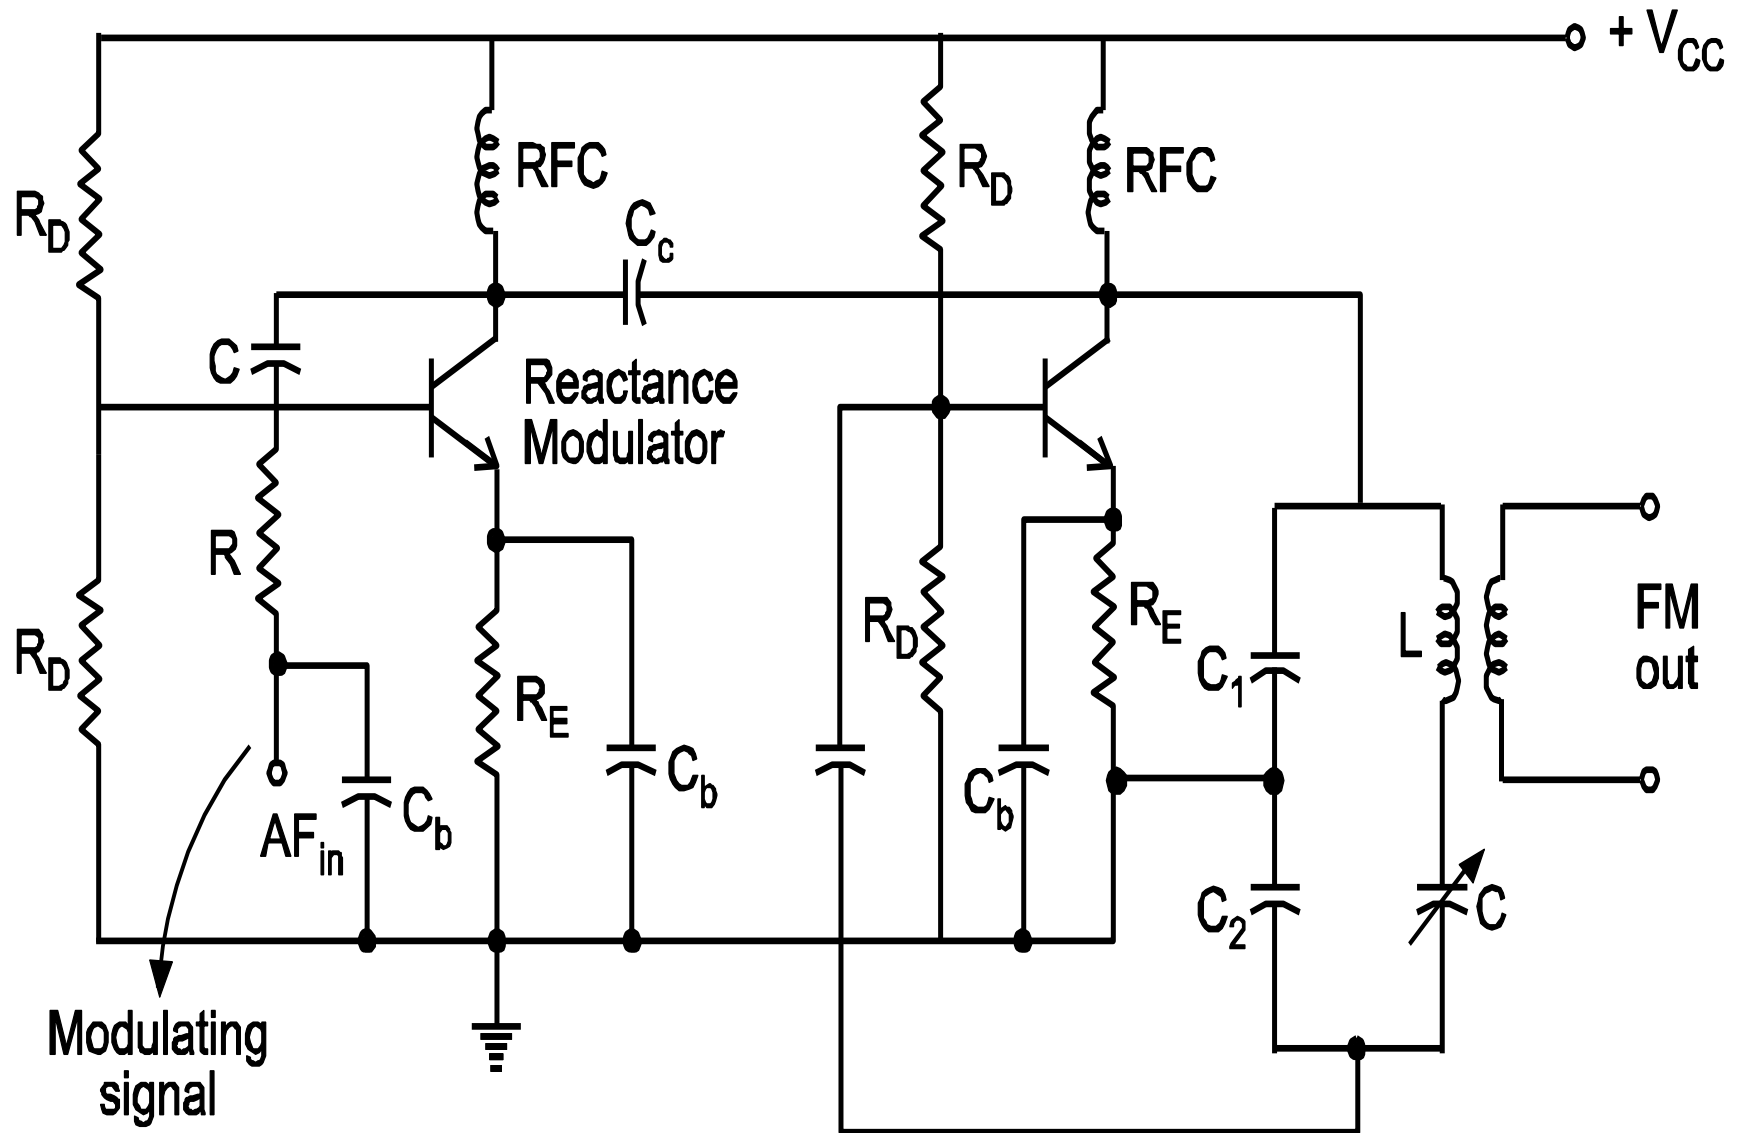 + VCC
RFC
RD
RFC
RD
Cc
C
Reactance
Modulator
R
RD
RE
RD
RE
C1
L
FM
out
Cb
Cb
Cb
AFin
C2
C
Modulating
signal